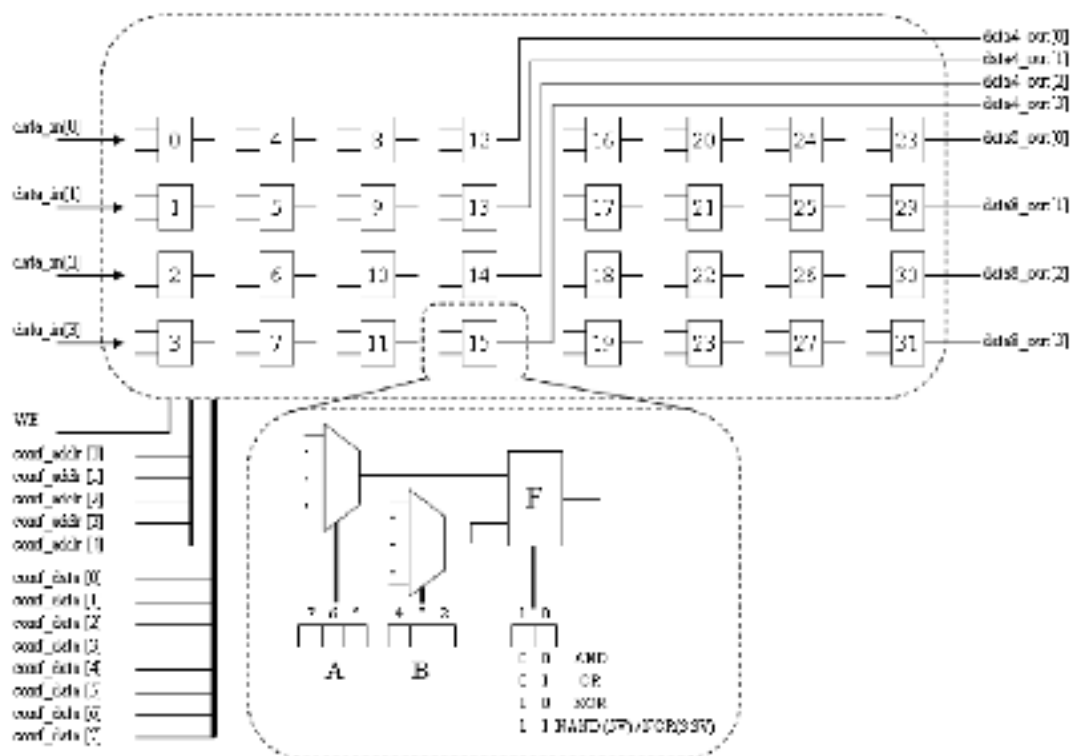 data4_out[0]
data4_out[1]
data4_out[2]
data4_out[3]
data_in[0] 0 4 8 12 16 20 24 28 data8_out[0]
data_in[1] 1 5 9 13 17 21 25 29 data8_out[1]
data_in[2] 2 6 10 14 18 22 26 30 data8_out[2]
data_in[3] 3 7 11 15 19 23 27 31 data8_out[3]
WE
conf_addr [0]
conf_addr [1]
conf_addr [2]
conf_addr [3]
conf_addr [4]
conf_data [0]
conf_data [1]
conf_data [2]
conf_data [3]
conf_data [4]
conf_data [5]
conf_data [6]
conf_data [7]
F
7 6 5 4 3 2 1 0
A B
0 0 AND
0 1 OR
1 0 XOR
1 1